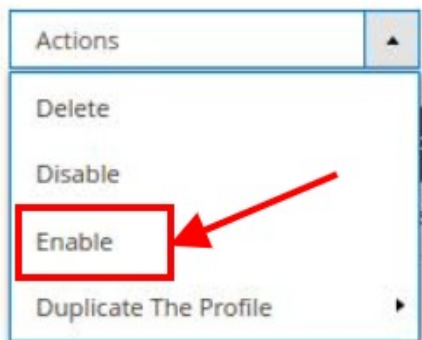 Actions
Delete
Disable
Enable
Duplicate The Profile